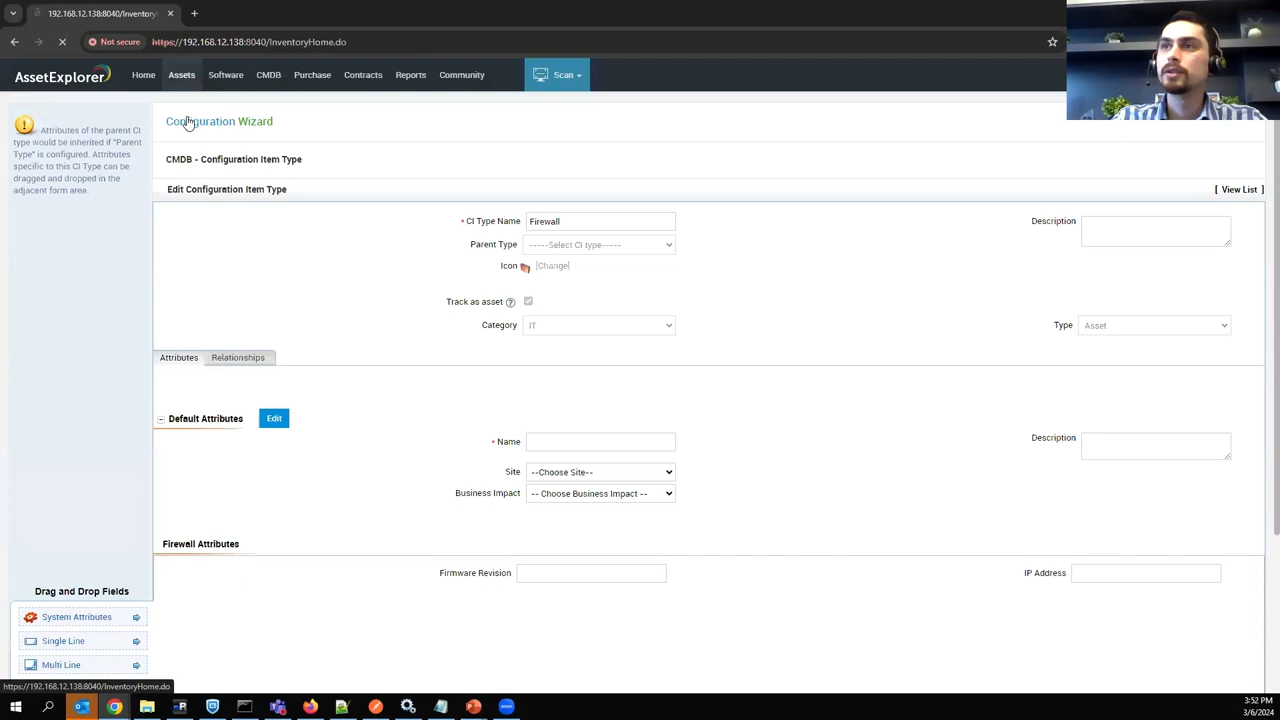 192.168.12.138:8040/InventoryHo
Not secure
https://192.168.12.138:8040/InventoryHome.do
AssetExplorer
Home
Assets
Software
CMDB
Purchase
Contracts
Reports
Community
Scan
Configuration Wizard
Attributes of the parent CI
type would be inherited if "Parent
Type" is configured. Attributes
specific to this CI Type can be
dragged and dropped in the
adjacent form area.
CMDB - Configuration Item Type
Edit Configuration Item Type
[ View List ]
* CI Type Name
Firewall
Description
Parent Type
-----Select CI type-----
Icon
[Change]
Track as asset
Category
IT
Type
Asset
Attributes
Relationships
Default Attributes
Edit
* Name
Description
Site
--Choose Site--
Business Impact
-- Choose Business Impact --
Firewall Attributes
Firmware Revision
IP Address
Drag and Drop Fields
System Attributes
Single Line
Multi Line
https://192.168.12.138:8040/InventoryHome.do
3:52 PM
3/6/2024